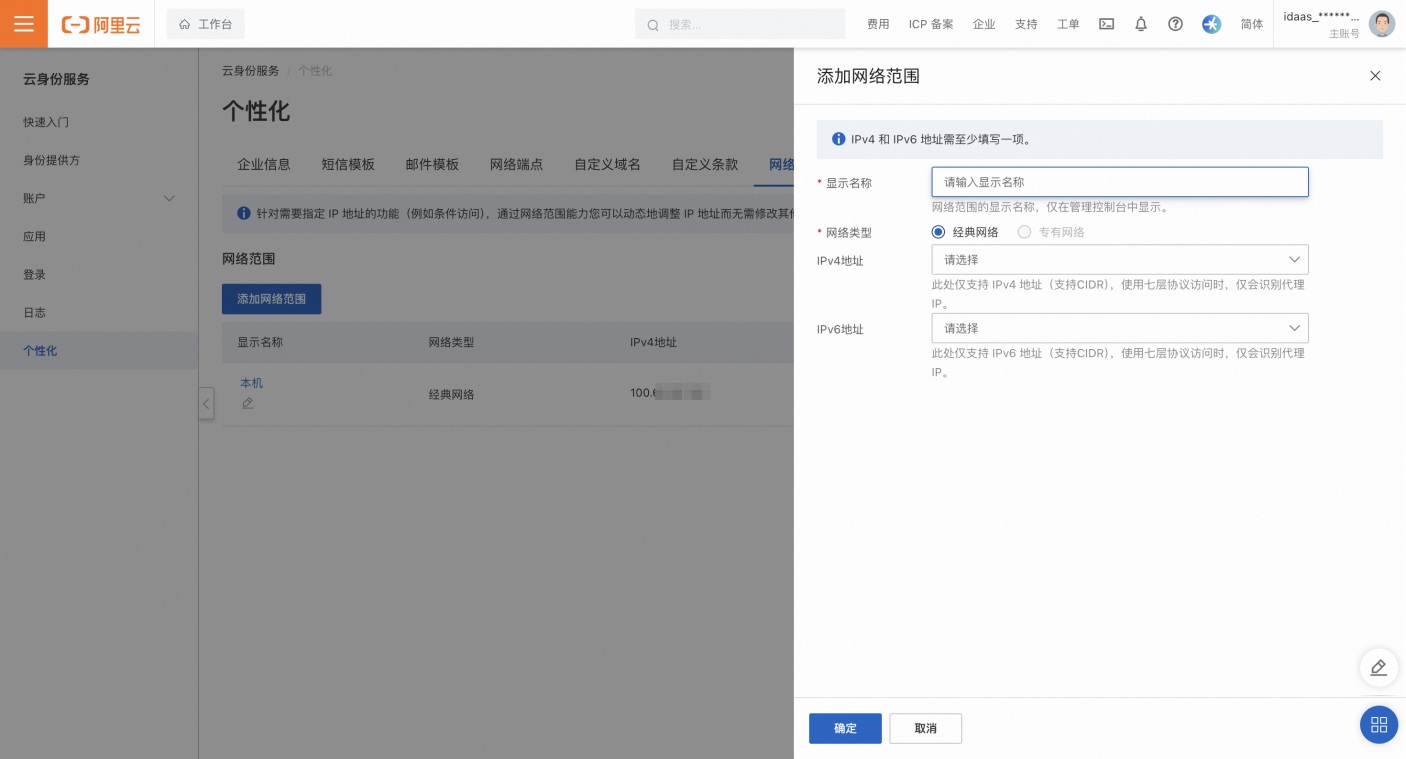 阿里云
工作台
搜索...
费用
ICP 备案
企业
支持
工单
简体
idaas_******...
主账号
云身份服务
快速入门
身份提供方
账户
应用
登录
日志
个性化
云身份服务 / 个性化
个性化
企业信息
短信模板
邮件模板
网络端点
自定义域名
自定义条款
网络
针对需要指定 IP 地址的功能（例如条件访问），通过网络范围能力您可以动态地调整 IP 地址而无需修改其他
网络范围
添加网络范围
显示名称
网络类型
IPv4地址
本机
经典网络
100.
添加网络范围
IPv4 和 IPv6 地址需至少填写一项。
* 显示名称
请输入显示名称
网络范围的显示名称，仅在管理控制台中显示。
* 网络类型
经典网络
专有网络
IPv4地址
请选择
此处仅支持 IPv4 地址（支持CIDR），使用七层协议访问时，仅会识别代理
IP。
IPv6地址
请选择
此处仅支持 IPv6 地址（支持CIDR），使用七层协议访问时，仅会识别代理
IP。
确定
取消